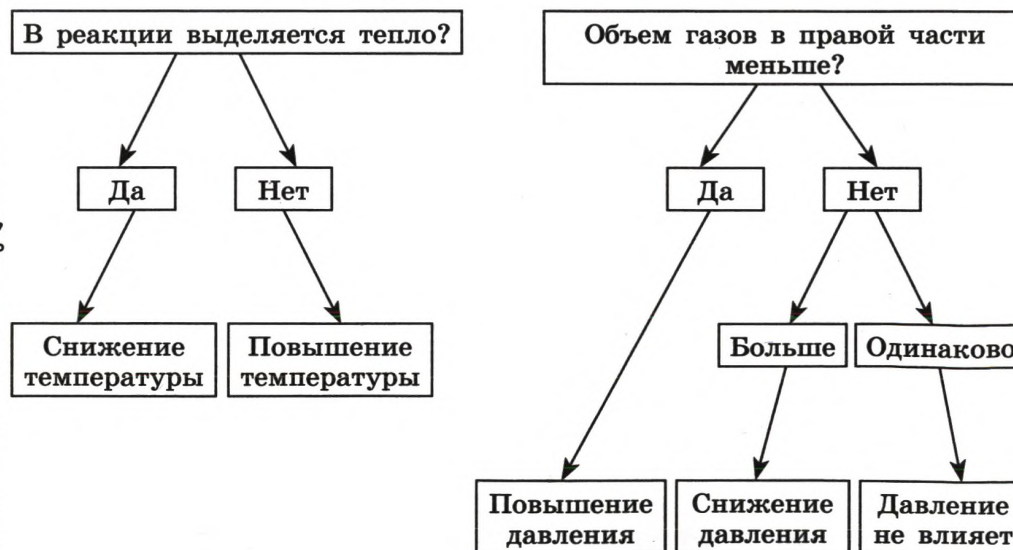 В реакции выделяется тепло?
Да
Нет
Снижение
температуры
Повышение
температуры
Объем газов в правой части
меньше?
Да
Нет
Больше
Одинаково
Повышение
давления
Снижение
давления
Давление
не влияет